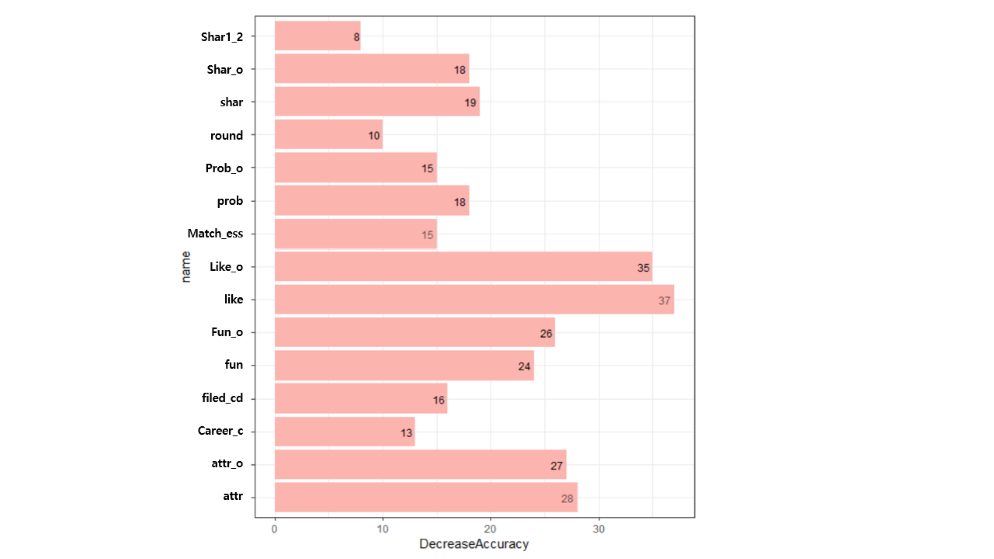 Shar1_2 8
Shar_o 18
shar 19
round 10
Prob_o 15
prob 18
Match_ess 15
name
Like_o 35
like 37
Fun_o 26
fun 24
filed_cd 16
Career_c 13
attr_o 27
attr 28
0 10 20 30
DecreaseAccuracy